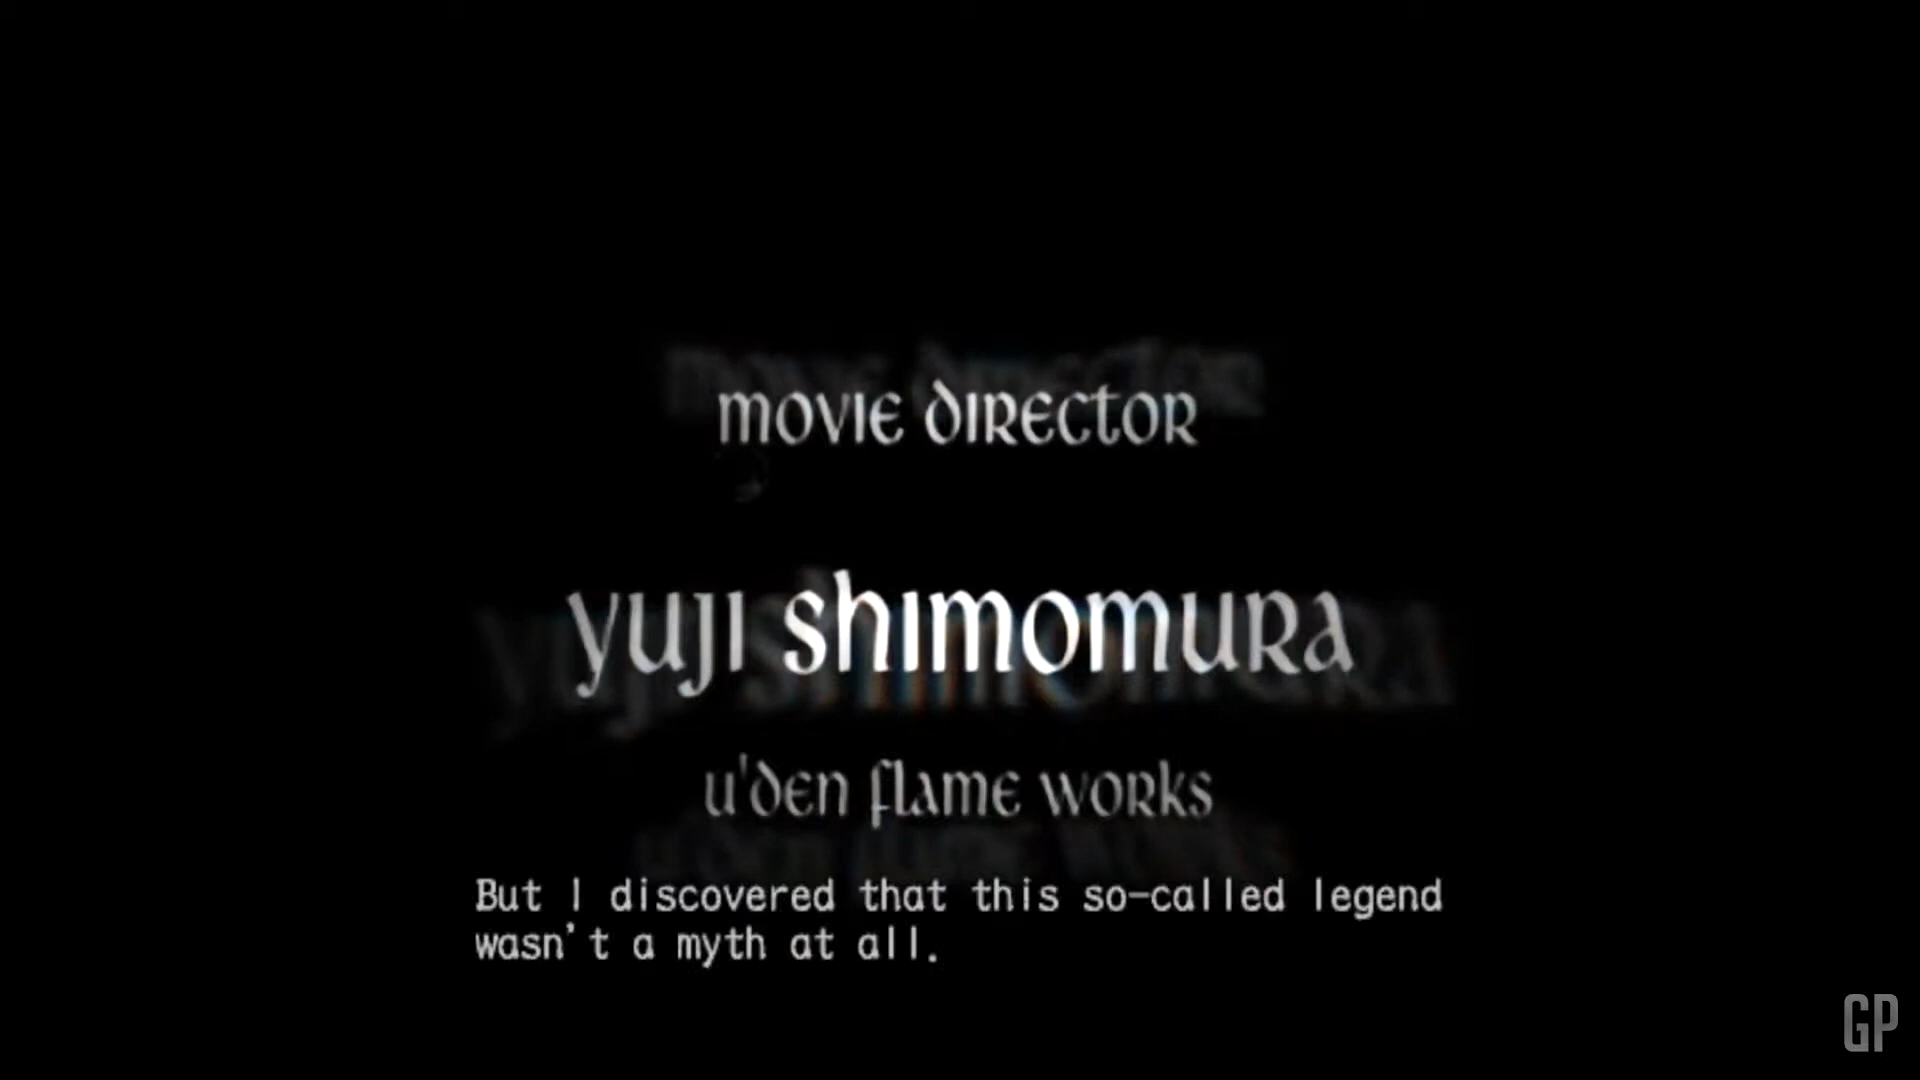 movie director
yuji shimomura
u'den flame works
But I discovered that this so-called legend
wasn't a myth at all.
GP